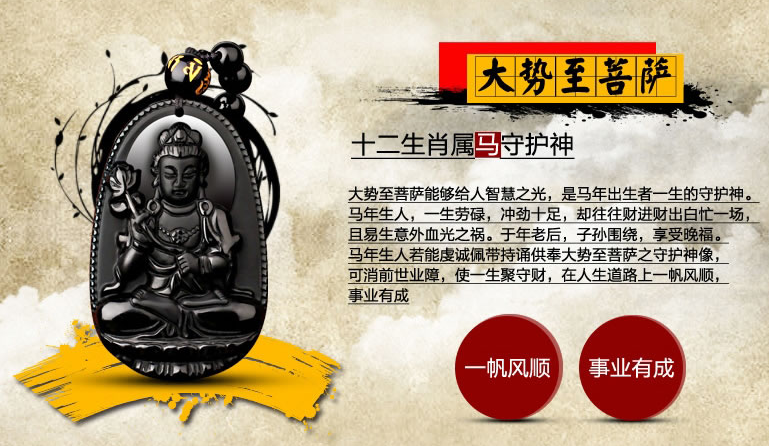 大势至菩萨
十二生肖属马守护神
大势至菩萨能够给人智慧之光，是马年出生者一生的守护神。
马年生人，一生劳碌，冲劲十足，却往往财进财出白忙一场，
且易生意外血光之祸。于年老后，子孙围绕，享受晚福。
马年生人若能虔诚佩带持诵供奉大势至菩萨之守护神像，
可消前世业障，使一生聚守财，在人生道路上一帆风顺，
事业有成
一帆风顺
事业有成